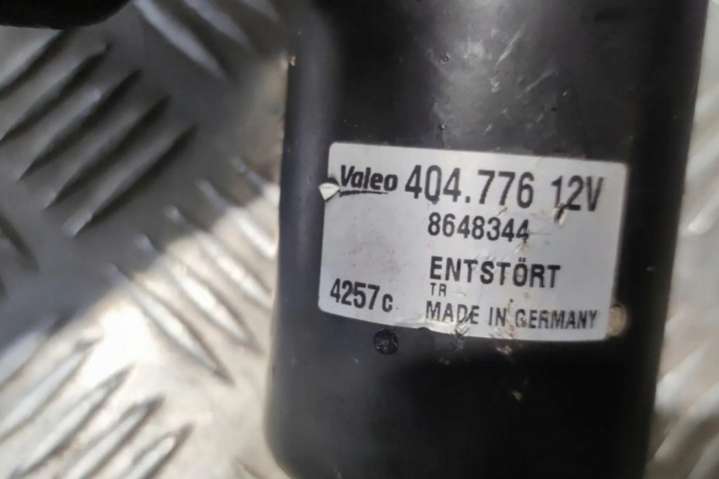 Valeo 404.776 12V
8648344
ENTSTÖRT
TR
4257c MADE IN GERMANY